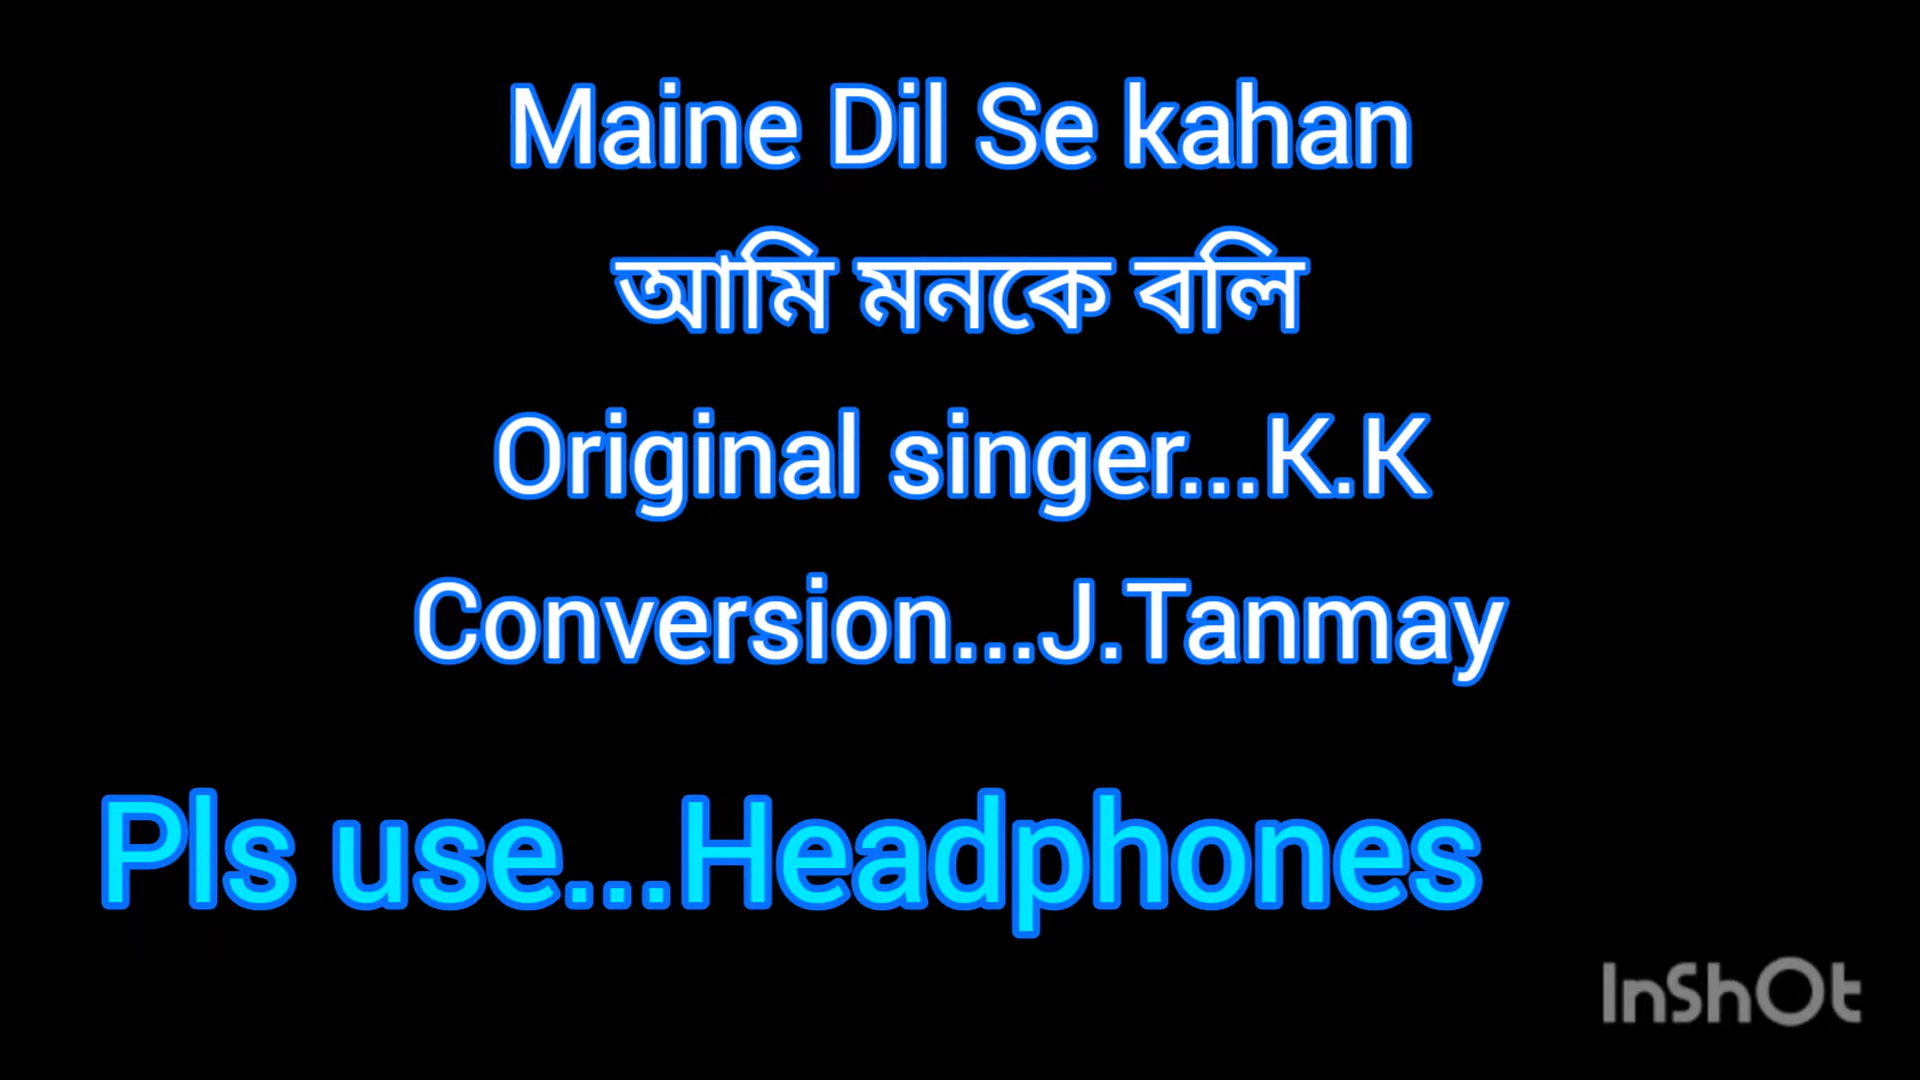 Maine Dil Se kahan
আমি মনকে বলি
Original singer...K.K
Conversion...J.Tanmay
Pls use...Headphones
InShOt